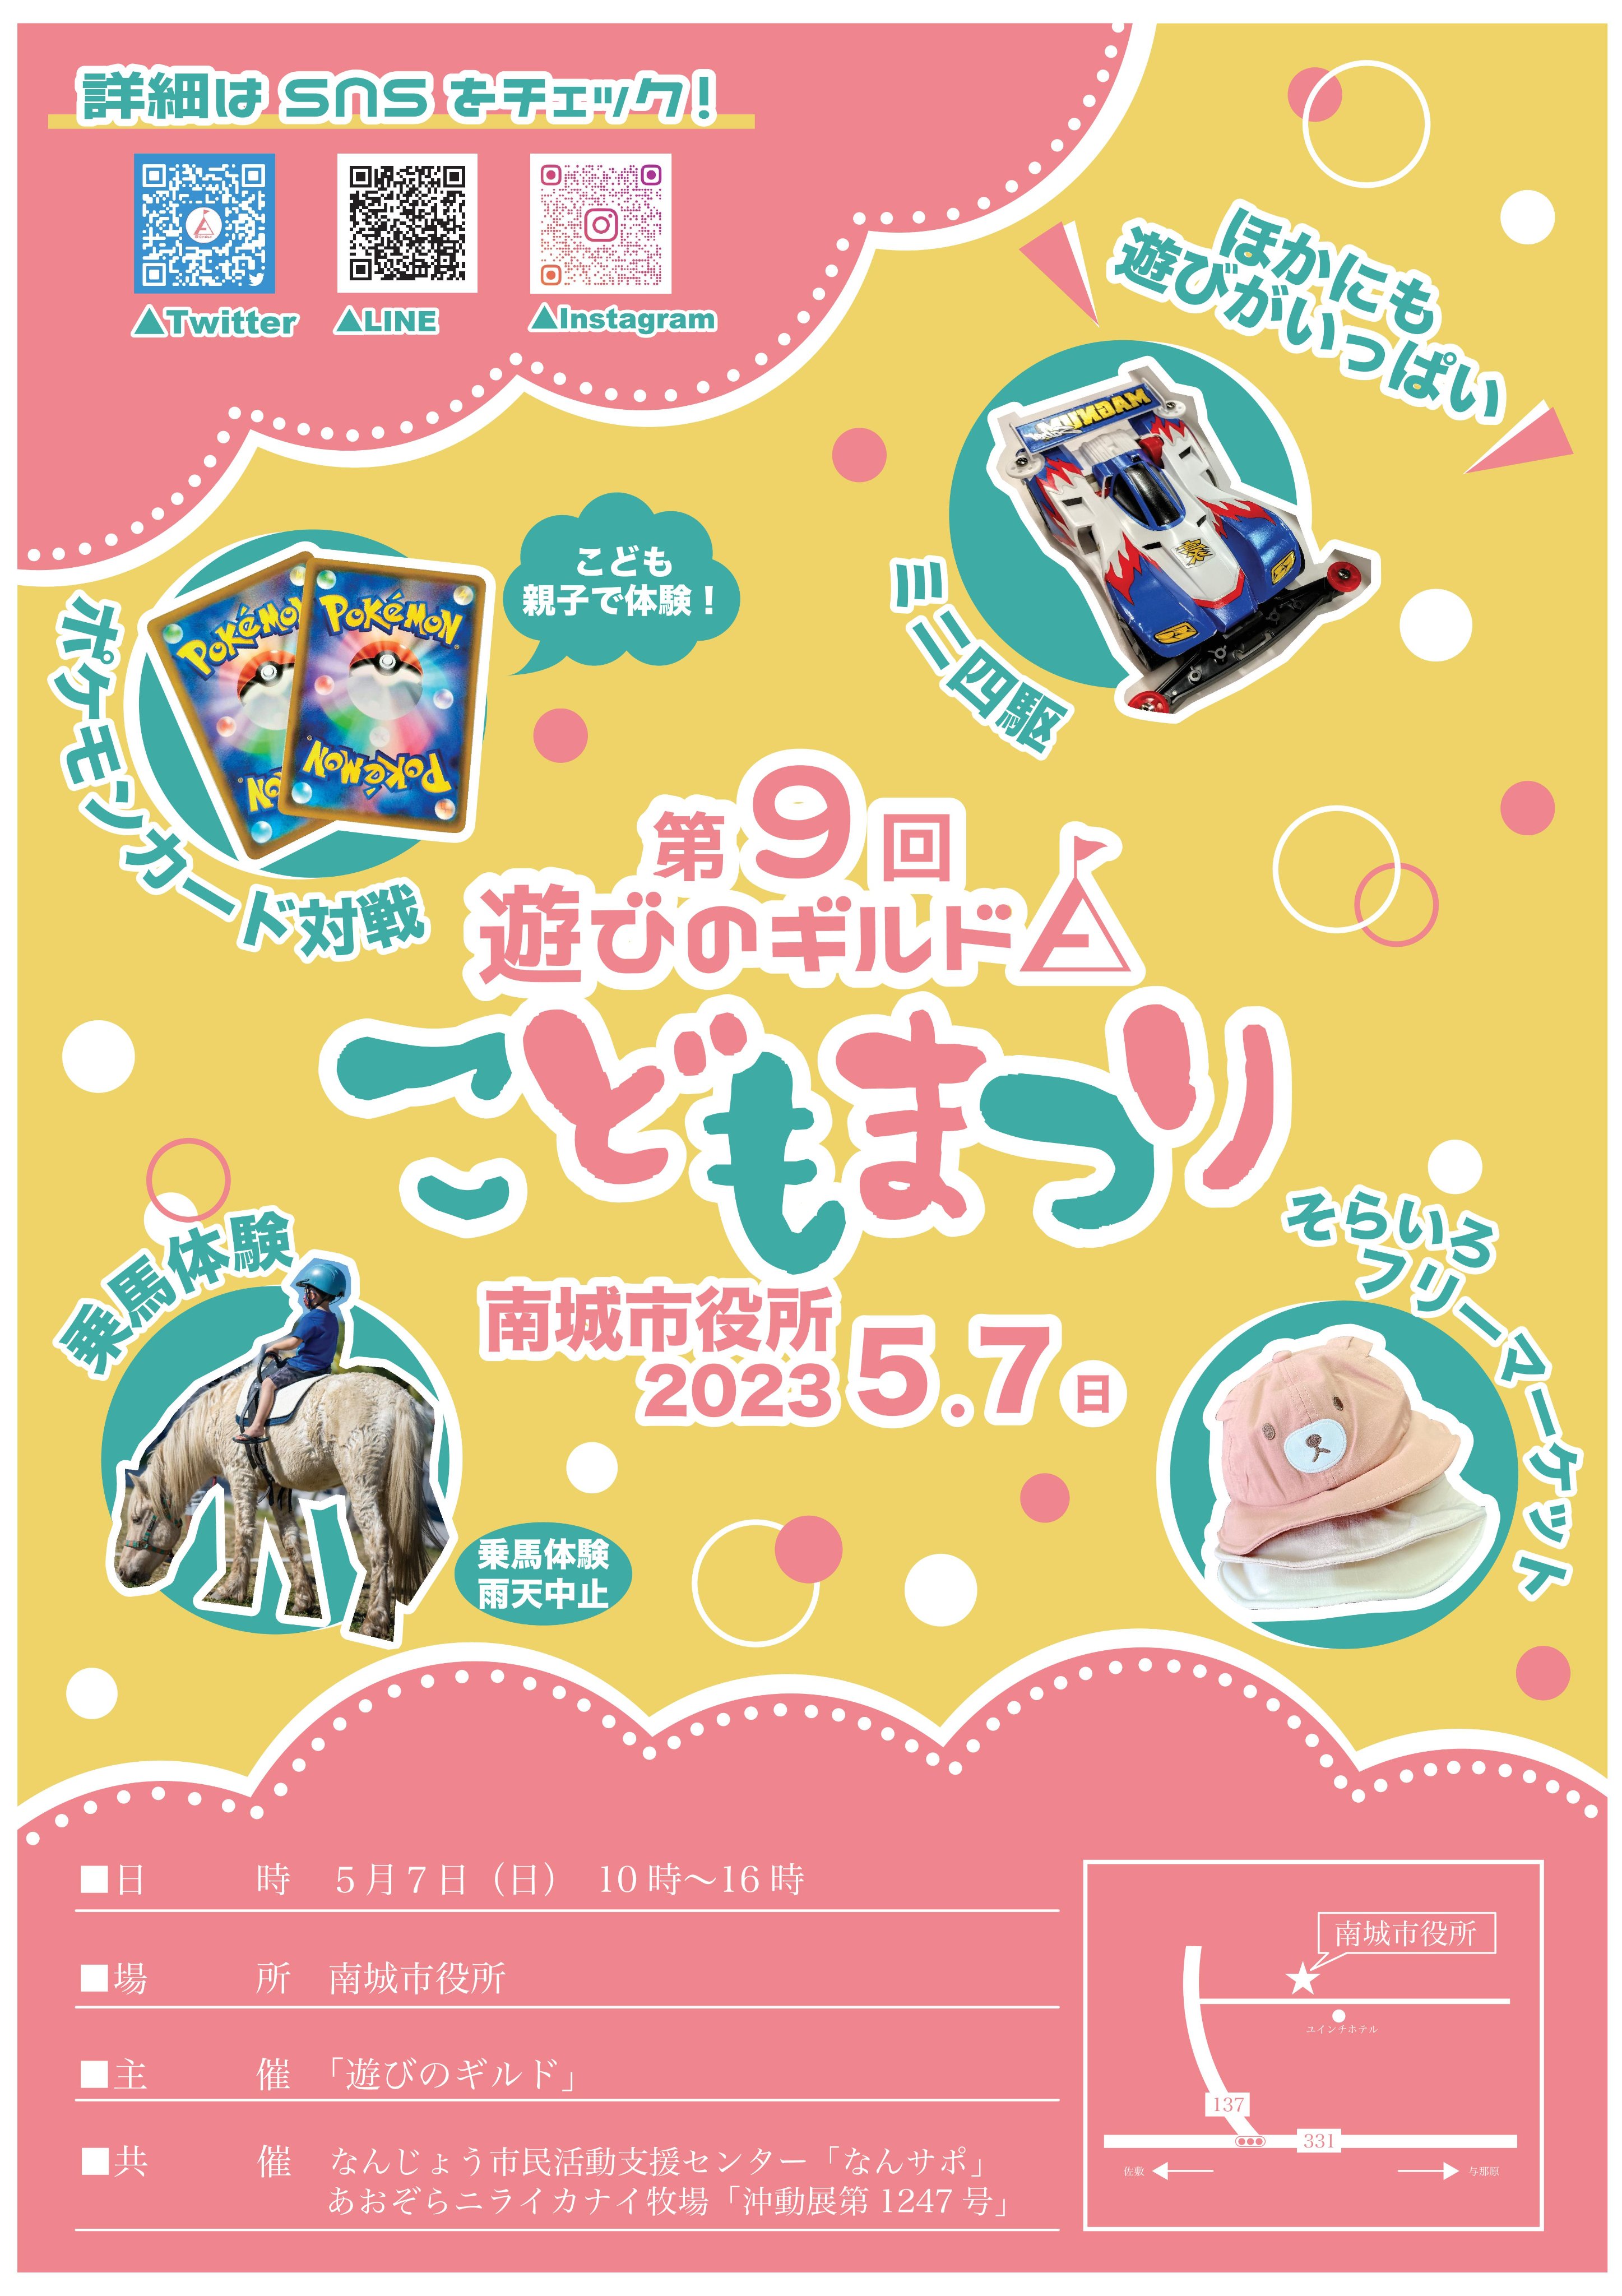 詳細はSNSをチェック！
▲Twitter
▲LINE
▲Instagram
ほかにも
遊びがいっぱい
MAGNUM
ミニ四駆
こども
親子で体験！
Pokémon
Pokémon
Pokémon
ポケモンカード対戦
第9回
遊びのギルド
こどもまつり
南城市役所
2023 5.7 日
乗馬体験
乗馬体験
雨天中止
そらいろ
フリーマーケット
■日時 5月7日（日） 10時～16時
■場所 南城市役所
■主催 「遊びのギルド」
■共催 なんじょう市民活動支援センター「なんサポ」
あおぞらニライカナイ牧場「沖動展第1247号」
南城市役所
ユインチホテル
137
331
佐敷
与那原